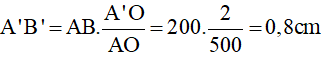 A'B' = AB. A'O/AO = 200. 2/500 = 0,8cm